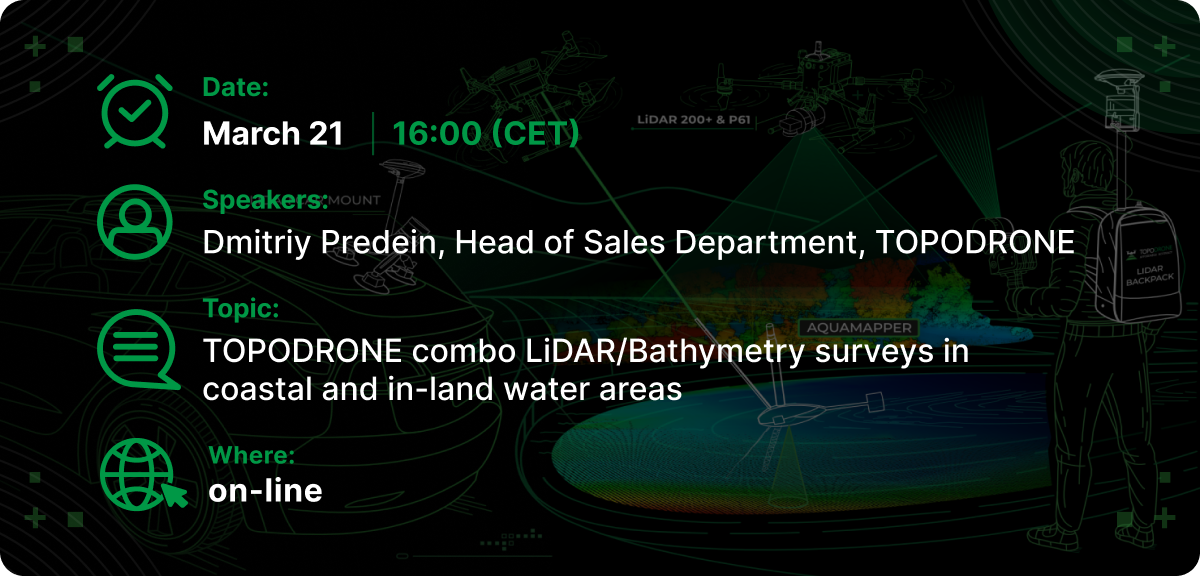 Date:
March 21 | 16:00 (CET)
LiDAR 200+ & P61
Speakers:
MOUNT
Dmitriy Predein, Head of Sales Department, TOPODRONE
LIDAR
BACKPACK
Topic:
AQUAMAPPER
TOPODRONE combo LiDAR/Bathymetry surveys in
coastal and in-land water areas
Where:
on-line